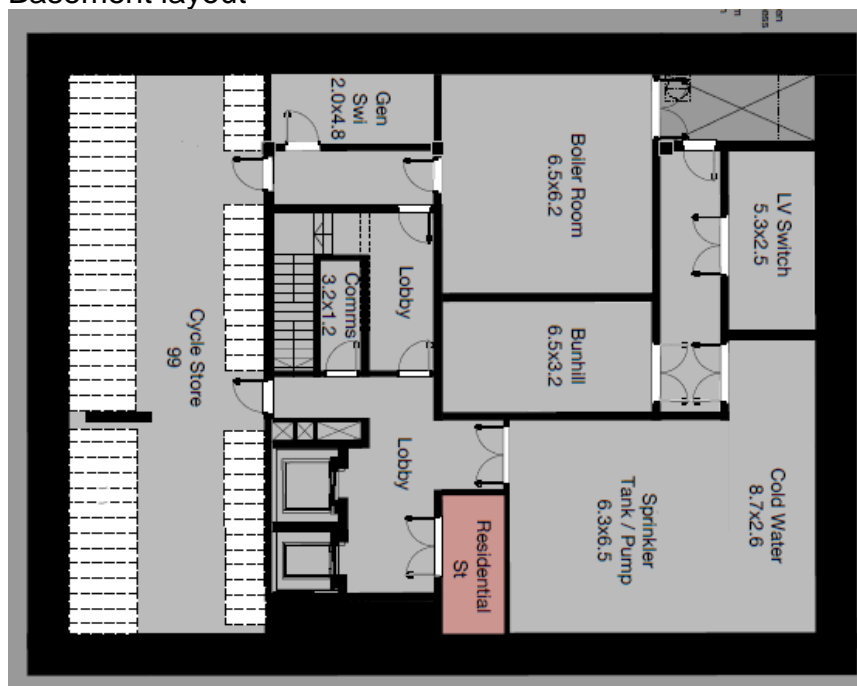 Basement layout
on
ess
m
Gen
Swi
2.0x4.8
Boiler Room
6.5x6.2
LV Switch
5.3x2.5
Lobby
Comms
3.2x1.2
Bunhill
6.5x3.2
Cycle Store
99
Lobby
Residential
St
Sprinkler
Tank / Pump
6.3x6.5
Cold Water
8.7x2.6